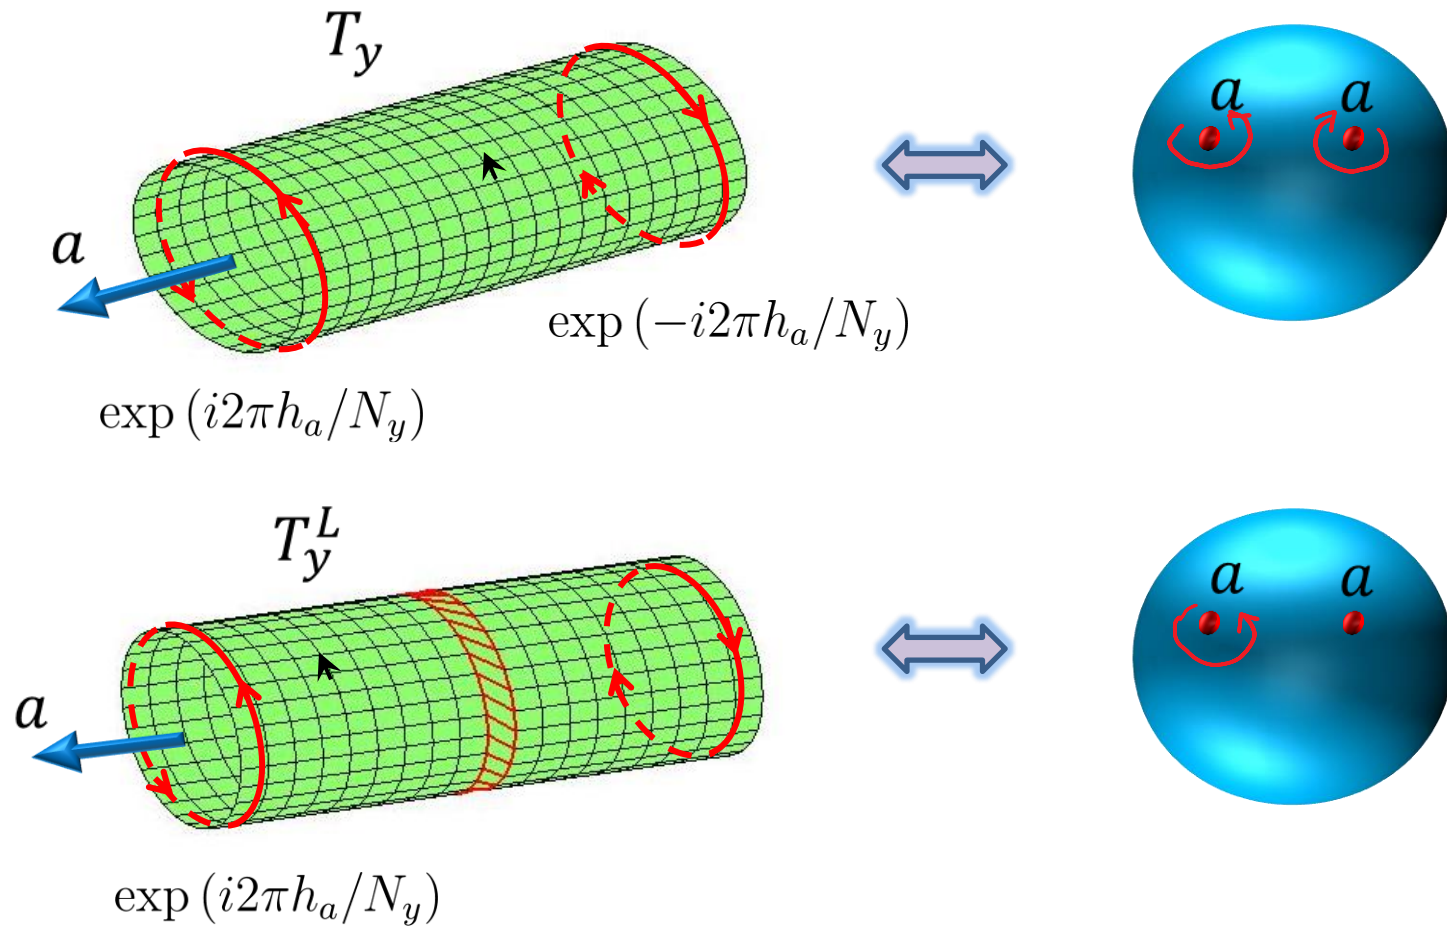 T_y
a a
a
exp (−i2πh_a/N_y)
exp (i2πh_a/N_y)
T_y^L
a a
a
exp (i2πh_a/N_y)